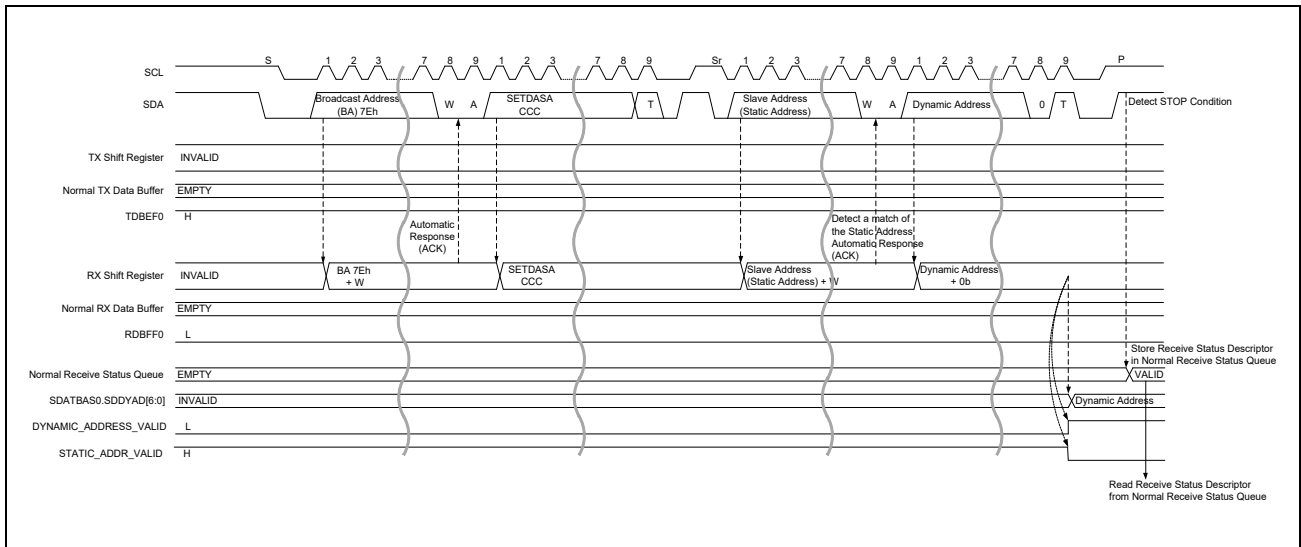 S 1 2 3 7 8 9 1 2 3 7 8 9 Sr 1 2 3 7 8 9 1 2 3 7 8 9 P
SCL
SDA
Broadcast Address
(BA) 7Eh
W A
SETDASA
CCC
T
Slave Address
(Static Address)
W A
Dynamic Address
0 T
Detect STOP Condition
TX Shift Register INVALID
Normal TX Data Buffer EMPTY
TDBEF0 H
Automatic
Response
(ACK)
Detect a match of
the Static Address
Automatic Response
(ACK)
RX Shift Register INVALID
BA 7Eh
+ W
SETDASA
CCC
Slave Address
(Static Address) + W
Dynamic Address
+ 0b
Normal RX Data Buffer EMPTY
RDBFF0 L
Store Receive Status Descriptor
in Normal Receive Status Queue
Normal Receive Status Queue EMPTY VALID
SDATBAS0.SDDYAD[6:0] INVALID Dynamic Address
DYNAMIC_ADDRESS_VALID L
STATIC_ADDR_VALID H
Read Receive Status Descriptor
from Normal Receive Status Queue